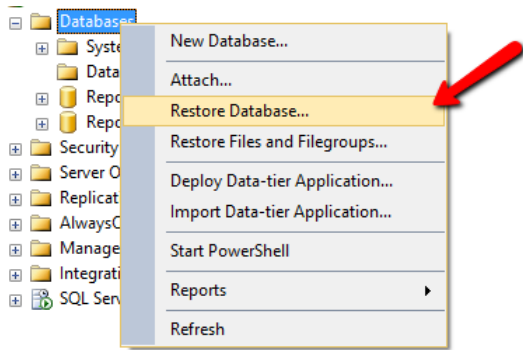 Databases
Syste
New Database...
Data
Attach...
Repo
Restore Database...
Repo
Restore Files and Filegroups...
Security
Server O
Deploy Data-tier Application...
Replicat
Import Data-tier Application...
AlwaysO
Manage
Start PowerShell
Integrati
Reports
SQL Serv
Refresh